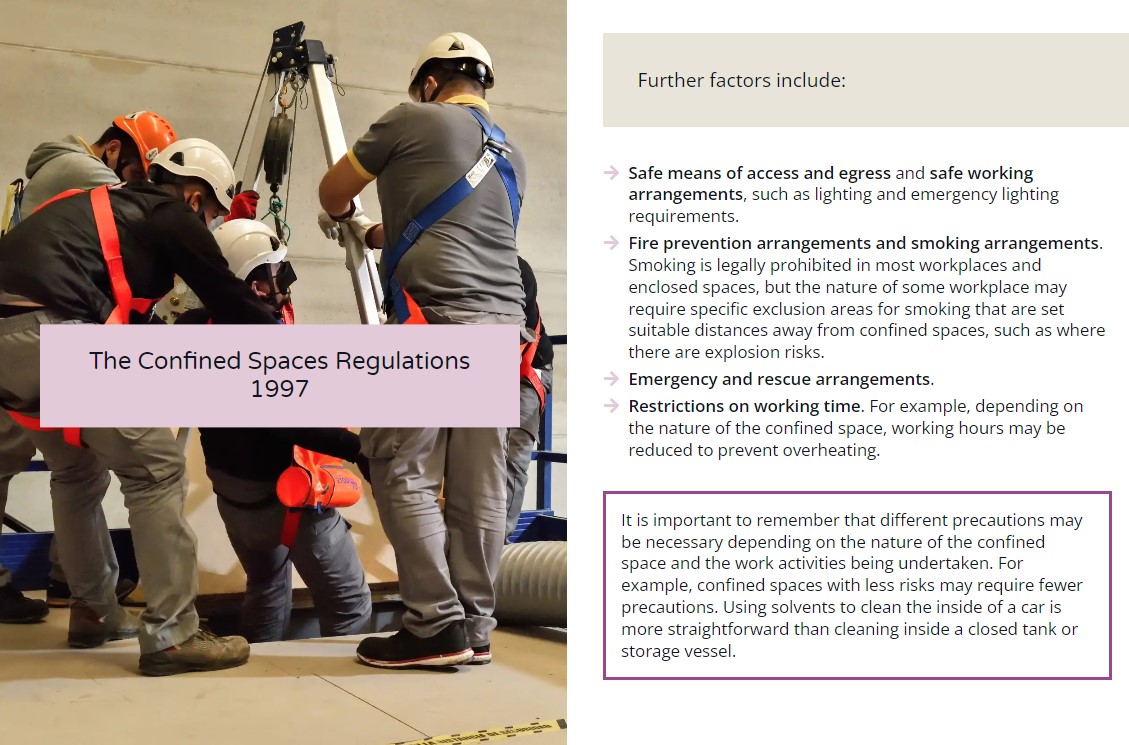 The Confined Spaces Regulations
1997
Further factors include:
Safe means of access and egress and safe working
arrangements, such as lighting and emergency lighting
requirements.
Fire prevention arrangements and smoking arrangements.
Smoking is legally prohibited in most workplaces and
enclosed spaces, but the nature of some workplace may
require specific exclusion areas for smoking that are set
suitable distances away from confined spaces, such as where
there are explosion risks.
Emergency and rescue arrangements.
Restrictions on working time. For example, depending on
the nature of the confined space, working hours may be
reduced to prevent overheating.
It is important to remember that different precautions may
be necessary depending on the nature of the confined
space and the work activities being undertaken. For
example, confined spaces with less risks may require fewer
precautions. Using solvents to clean the inside of a car is
more straightforward than cleaning inside a closed tank or
storage vessel.